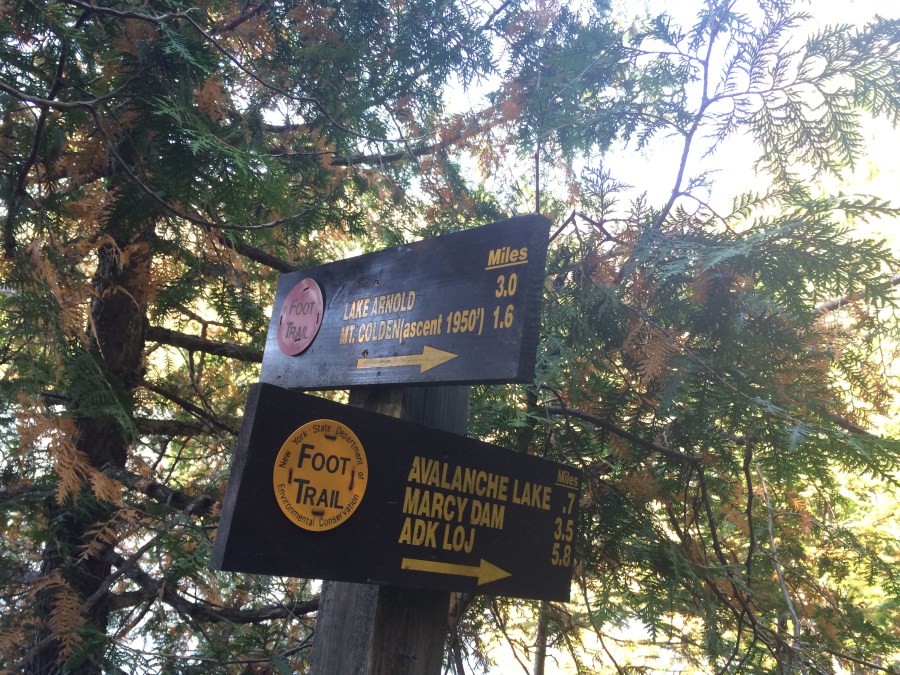 Miles
FOOT
TRAIL
LAKE ARNOLD 3.0
MT. COLDEN(ascent 1950') 1.6
New York State Department of
Environmental Conservation
FOOT
TRAIL
Miles
AVALANCHE LAKE .7
MARCY DAM 3.5
ADK LOJ 5.8